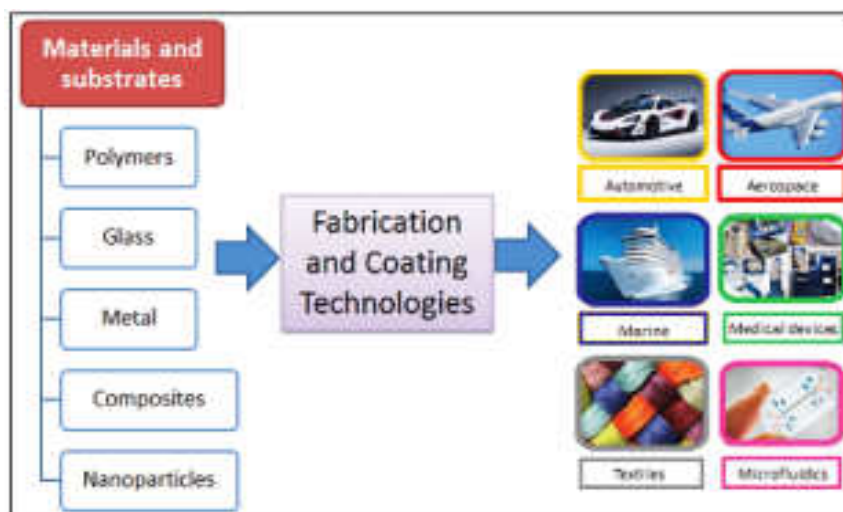 Materials and
substrates
Polymers
Glass
Metal
Composites
Nanoparticles
Fabrication
and Coating
Technologies
Automotive
Aerospace
Marine
Medical devices
Textiles
Microfluidics